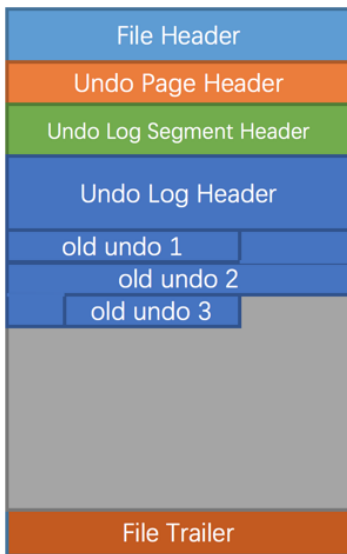 File Header
Undo Page Header
Undo Log Segment Header
Undo Log Header
old undo 1
old undo 2
old undo 3
File Trailer